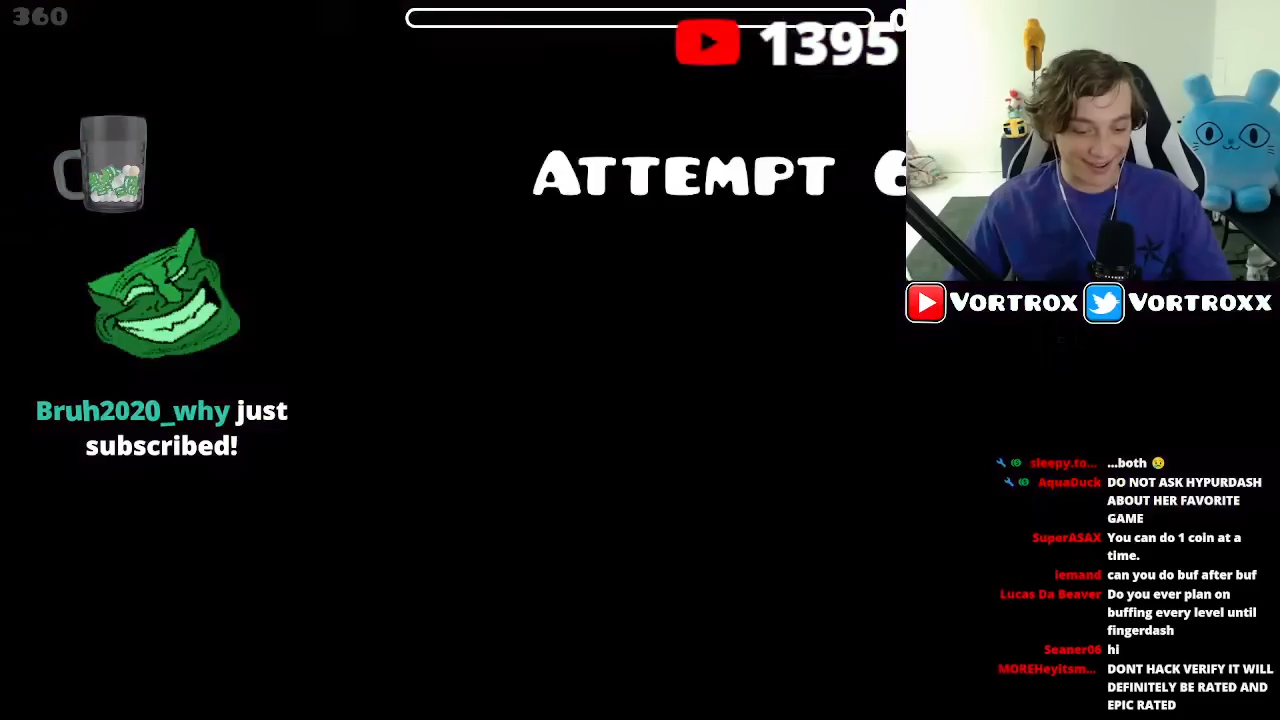 360
0
1395
ATTEMPT 6
VORTROX VORTROXX
Bruh2020_why just
subscribed!
sleepy.to... ...both
AquaDuck DO NOT ASK HYPURDASH
ABOUT HER FAVORITE
GAME
SuperASAX You can do 1 coin at a
time.
iemand can you do buf after buf
Lucas Da Beaver Do you ever plan on
buffing every level until
fingerdash
Seaner06 hi
MOREHeyitsm... DONT HACK VERIFY IT WILL
DEFINITELY BE RATED AND
EPIC RATED